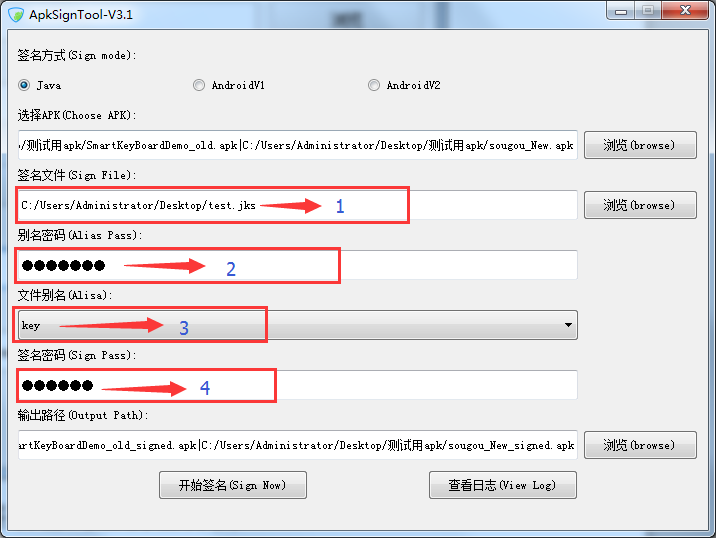 ApkSignTool-V3.1
签名方式(Sign mode):
Java AndroidV1 AndroidV2
选择APK(Choose APK):
/测试用apk/SmartKeyBoardDemo_old.apk|C:/Users/Administrator/Desktop/测试用apk/sougou_New.apk 浏览(browse)
签名文件(Sign File):
C:/Users/Administrator/Desktop/test.jks 1 浏览(browse)
别名密码(Alias Pass):
●●●●●●● 2
文件别名(Alisa):
key 3
签名密码(Sign Pass):
●●●●●● 4
输出路径(Output Path):
artKeyBoardDemo_old_signed.apk|C:/Users/Administrator/Desktop/测试用apk/sougou_New_signed.apk 浏览(browse)
开始签名(Sign Now) 查看日志(View Log)